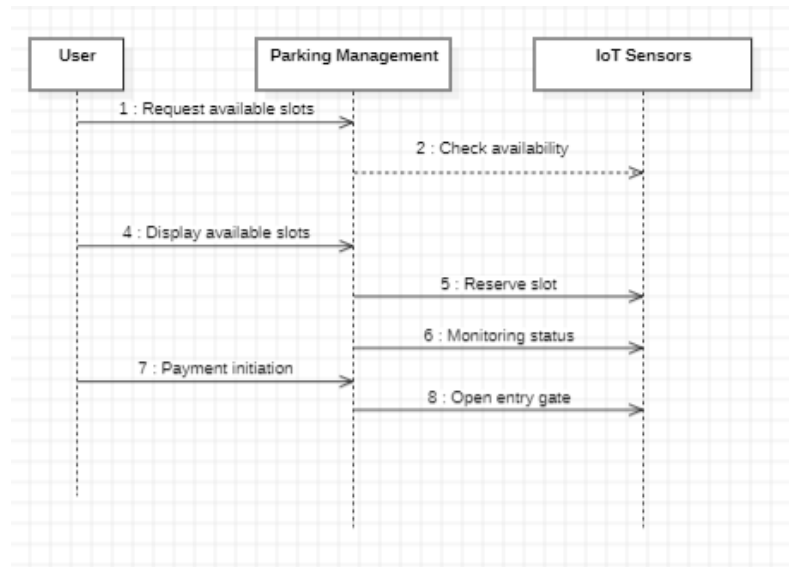 User
Parking Management
IoT Sensors
1 : Request available slots
2 : Check availability
4 : Display available slots
5 : Reserve slot
6 : Monitoring status
7 : Payment initiation
8 : Open entry gate